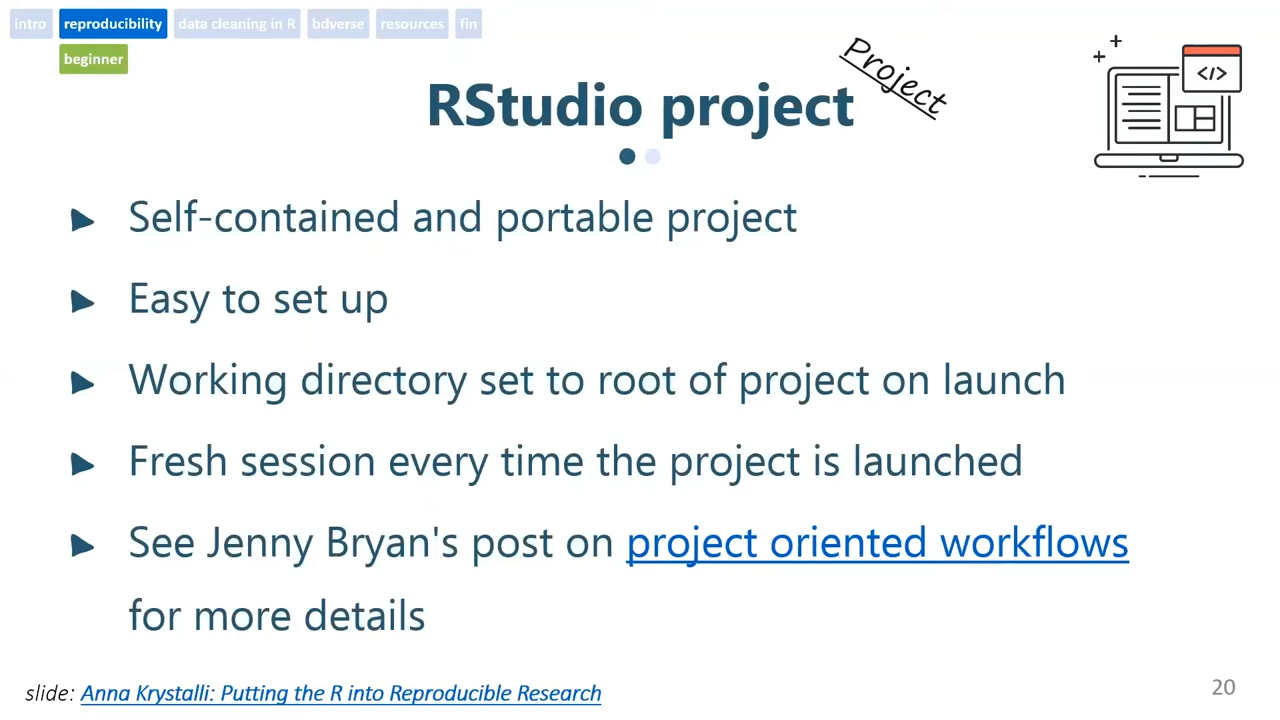 intro reproducibility data cleaning in R bdverse resources fin
beginner
Project
RStudio project
</>
Self-contained and portable project
Easy to set up
Working directory set to root of project on launch
Fresh session every time the project is launched
See Jenny Bryan's post on project oriented workflows
for more details
slide: Anna Krystalli: Putting the R into Reproducible Research
20